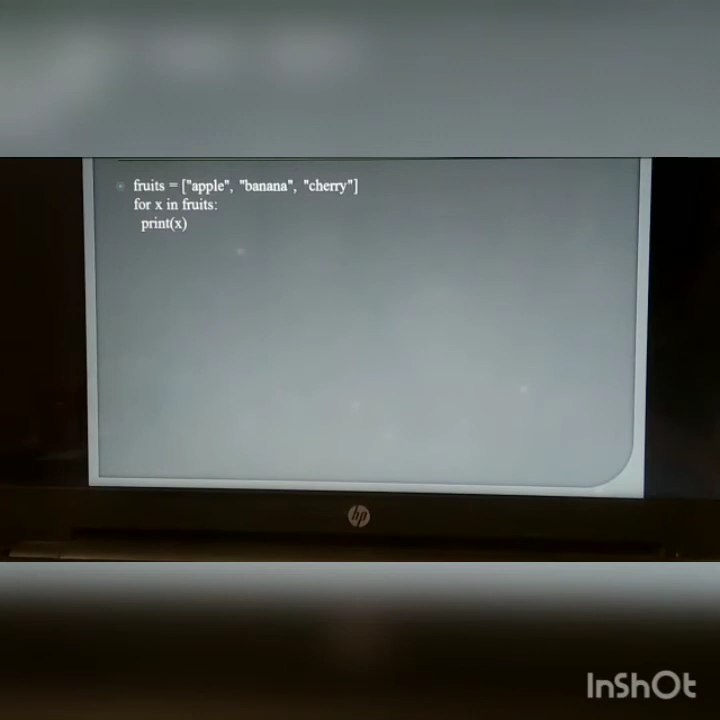 fruits = ["apple", "banana", "cherry"]
for x in fruits:
print(x)
hp
InShOt